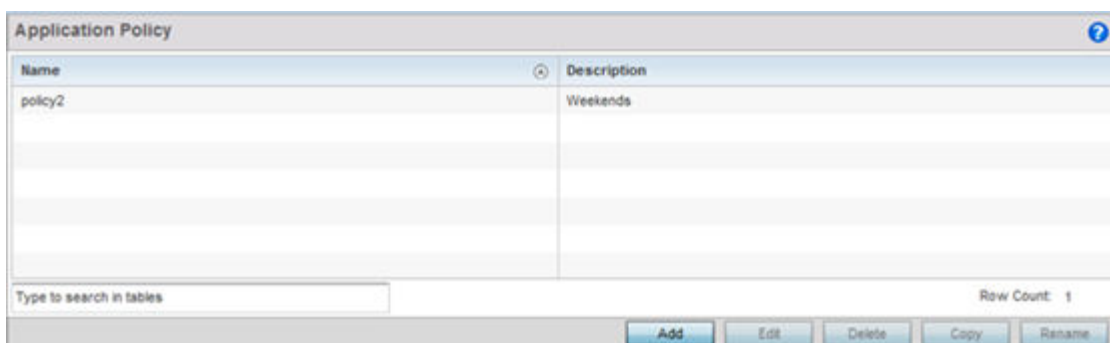 Application Policy
?
Name Description
policy2 Weekends
Type to search in tables Row Count: 1
Add Edit Delete Copy Rename